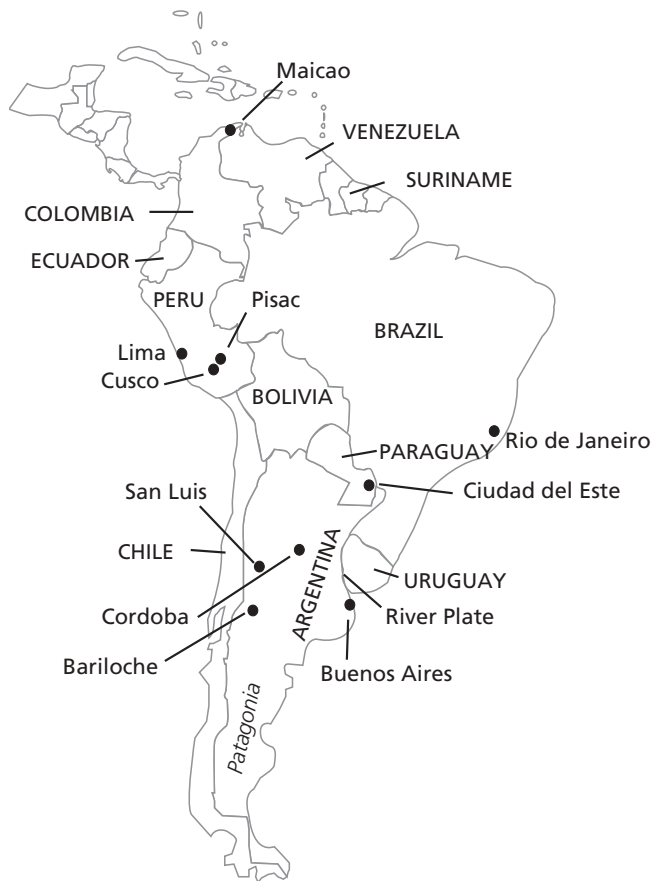 Maicao
VENEZUELA
SURINAME
COLOMBIA
ECUADOR
PERU
Pisac
BRAZIL
Lima
Cusco
BOLIVIA
PARAGUAY
Rio de Janeiro
San Luis
Ciudad del Este
CHILE
ARGENTINA
URUGUAY
Cordoba
River Plate
Bariloche
Buenos Aires
Patagonia